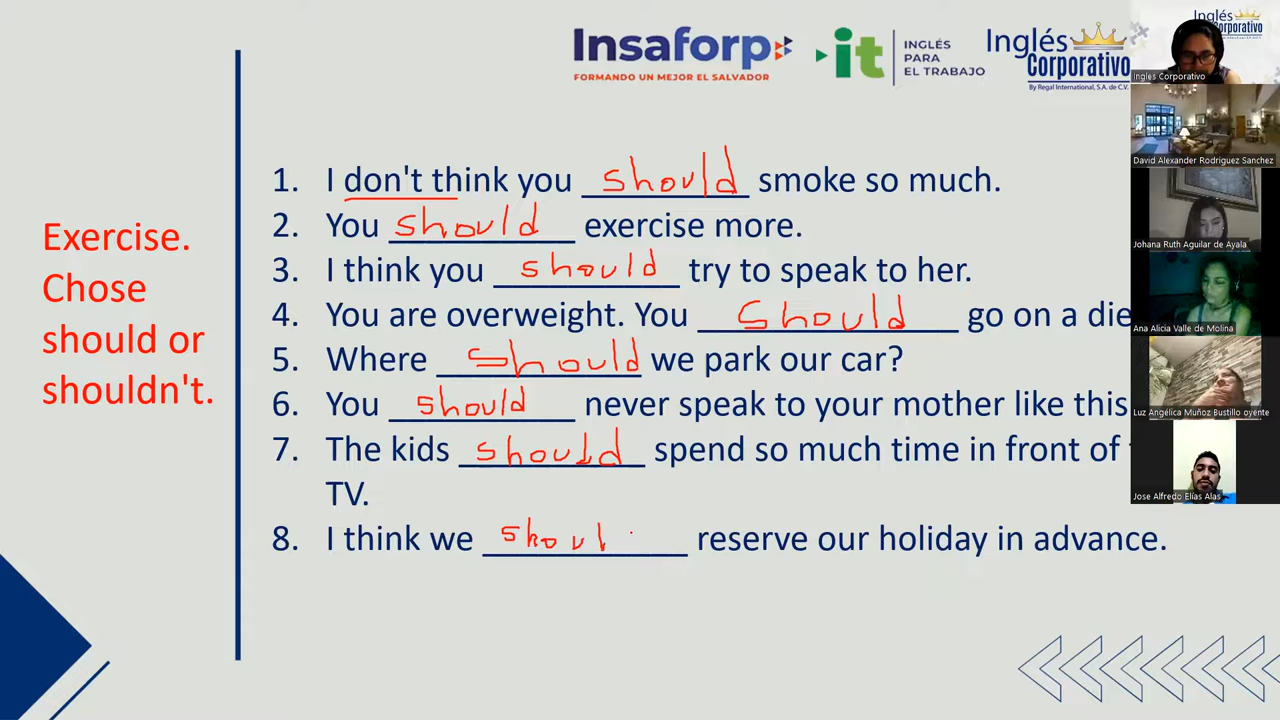 Insaforp
FORMANDO UN MEJOR EL SALVADOR
it
INGLÉS
PARA
EL TRABAJO
Inglés
Corporativo
By Regal International, S.A. de C.V.
Inglés
Corporativo
Ingles Corporativo
David Alexander Rodriguez Sanchez
Johana Ruth Aguilar de Ayala
Ana Alicia Valle de Molina
Luz Angélica Muñoz Bustillo oyente
Jose Alfredo Elías Alas
Exercise.
Chose
should or
shouldn't.
1. I don't think you should smoke so much.
2. You should exercise more.
3. I think you should try to speak to her.
4. You are overweight. You should go on a die
5. Where should we park our car?
6. You should never speak to your mother like this
7. The kids should spend so much time in front of
TV.
8. I think we shoul reserve our holiday in advance.